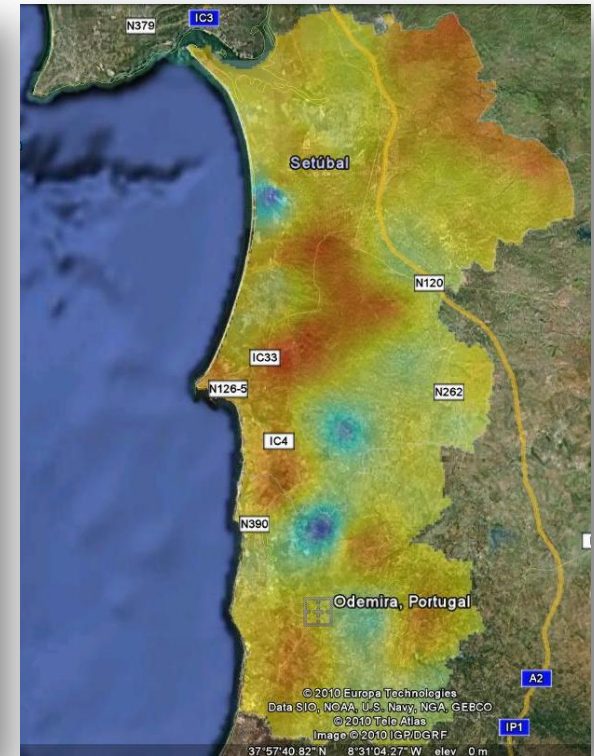 IC3
N379
Setúbal
N120
IC33
N126-5
N262
IC4
N390
Odemira, Portugal
A2
© 2010 Europa Technologies
Data SIO, NOAA, U.S. Navy, NGA, GEBCO
© 2010 Tele Atlas
Image © 2010 IGP/DGRF
IP1
37°57'40.82" N 8°31'04.27" W elev 0 m